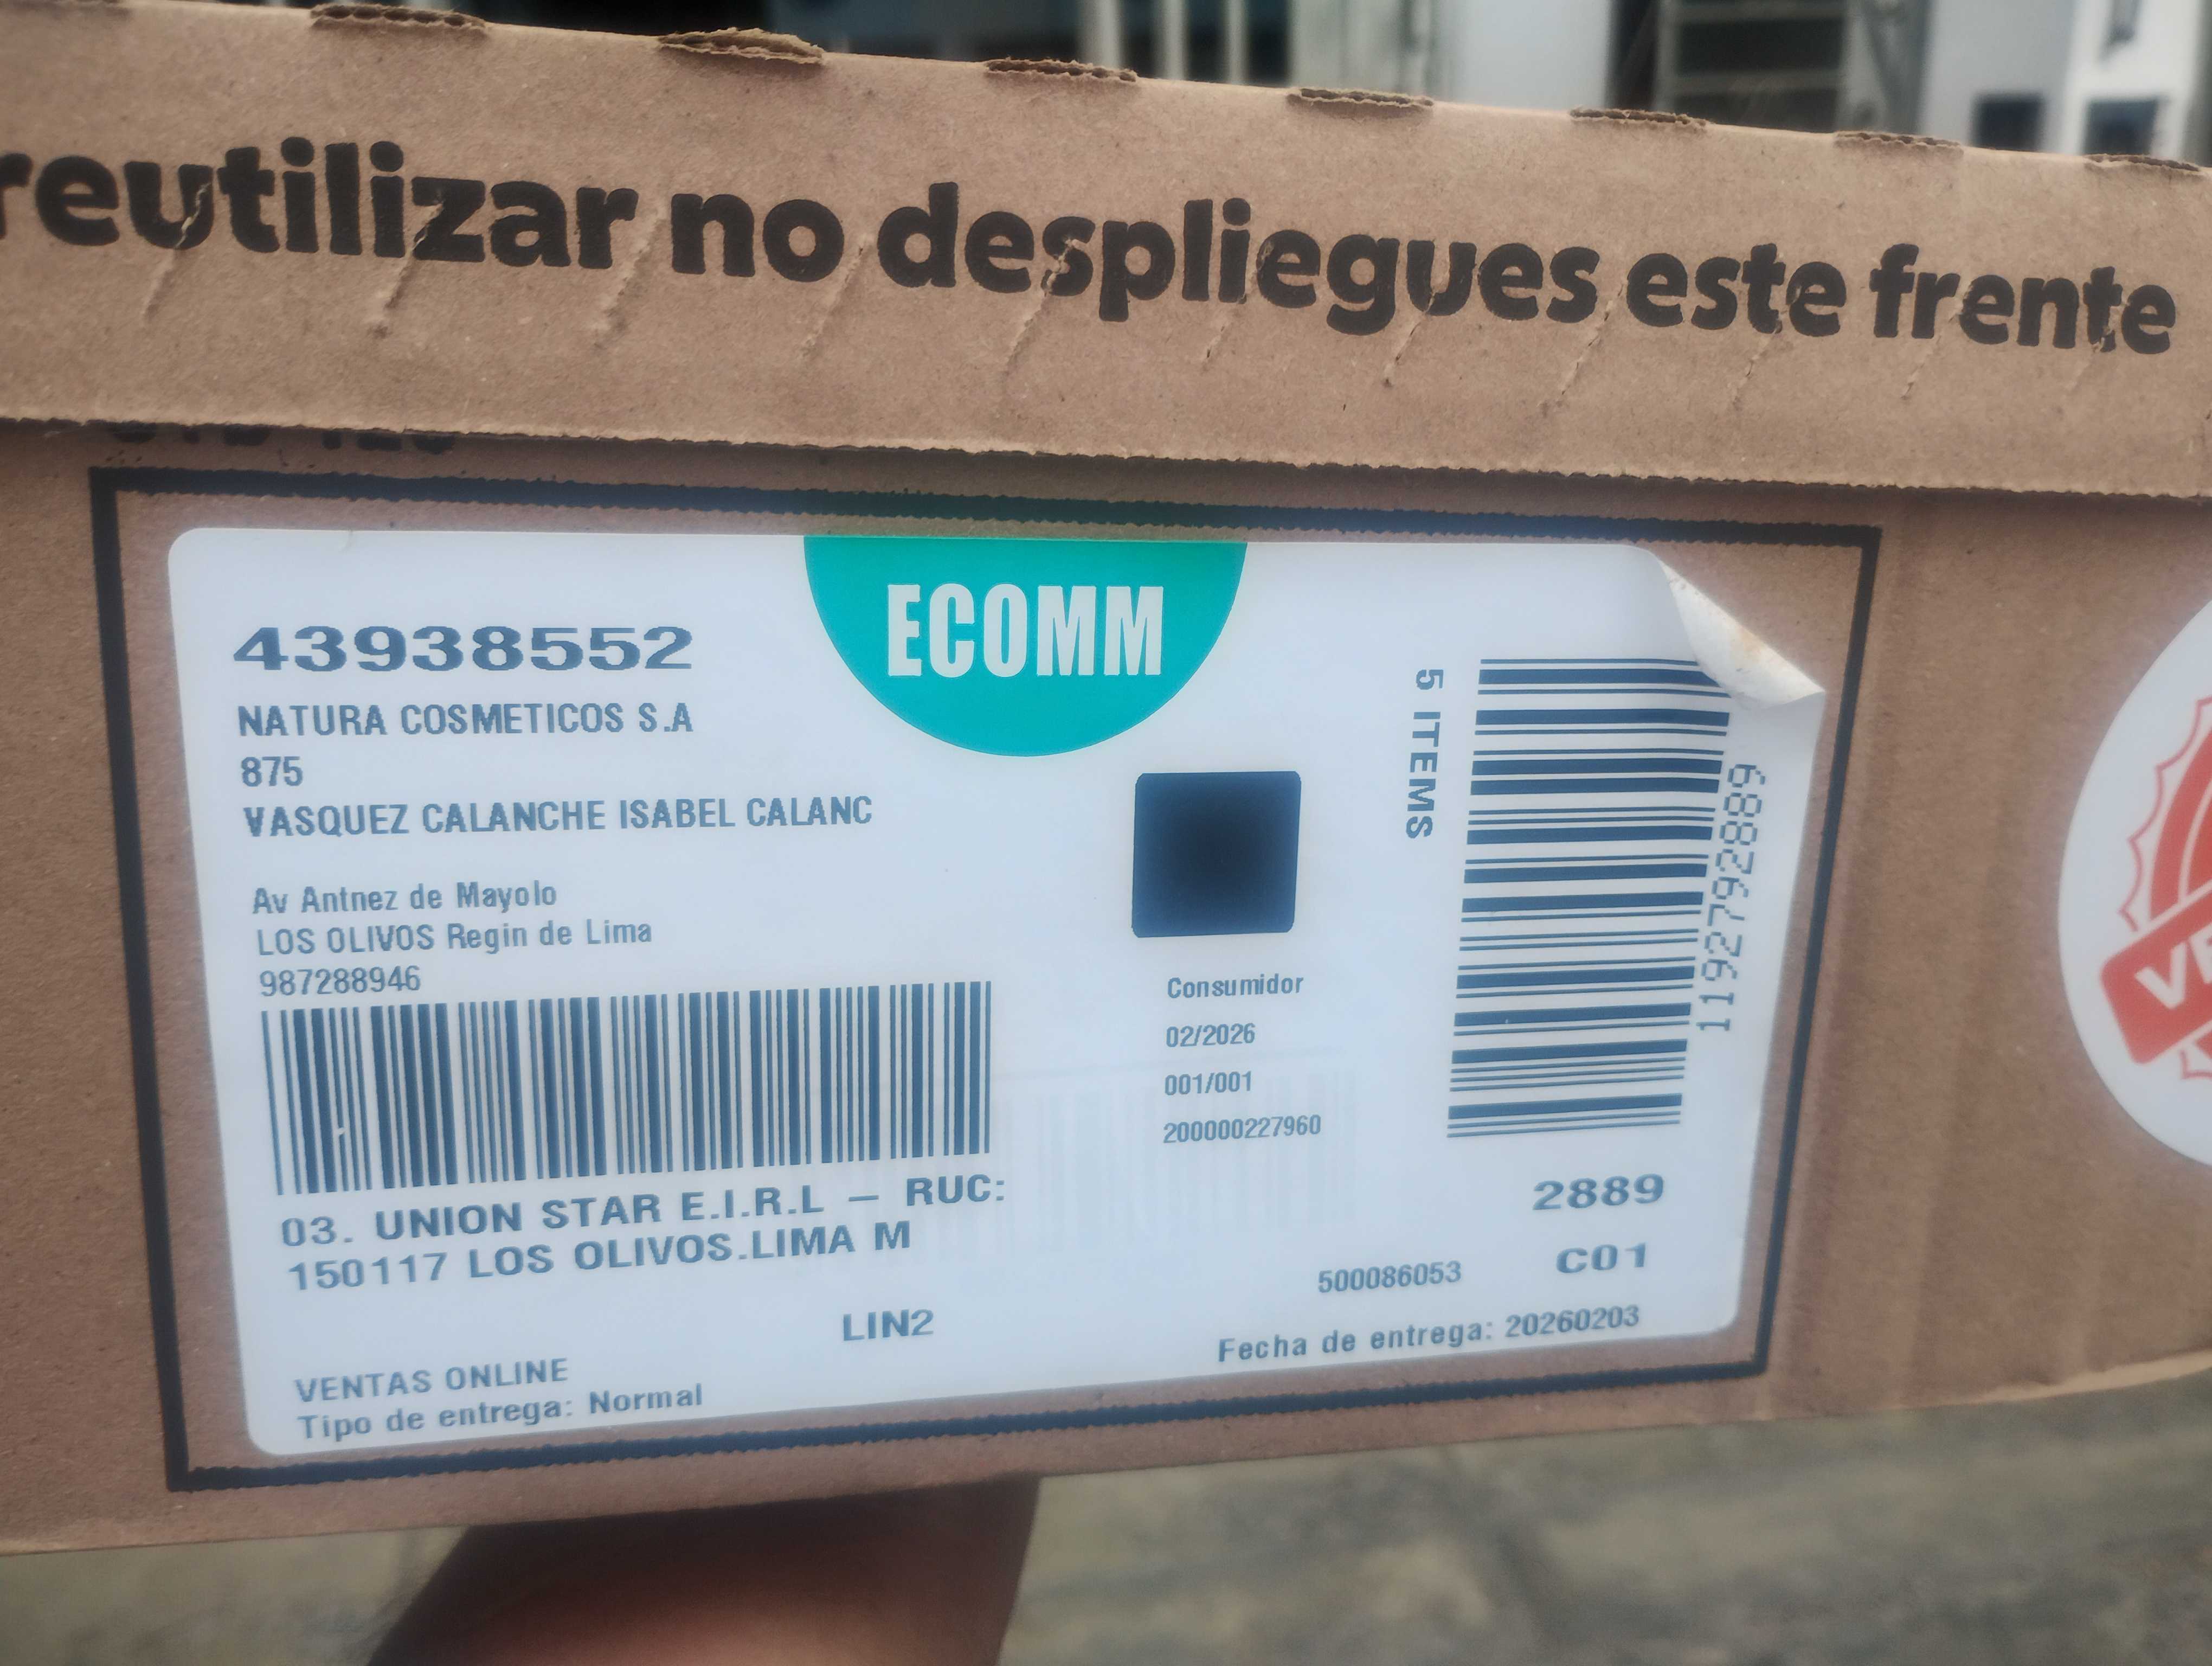 reutilizar no despliegues este frente
ECOMM
43938552
NATURA COSMETICOS S.A
875
VASQUEZ CALANCHE ISABEL CALANC
Av Antnez de Mayolo
LOS OLIVOS Regin de Lima
987288946
5 ITEMS
1192792889
Consumidor
02/2026
001/001
200000227960
03. UNION STAR E.I.R.L – RUC:
150117 LOS OLIVOS.LIMA M
2889
500086053 C01
LIN2
Fecha de entrega: 20260203
VENTAS ONLINE
Tipo de entrega: Normal